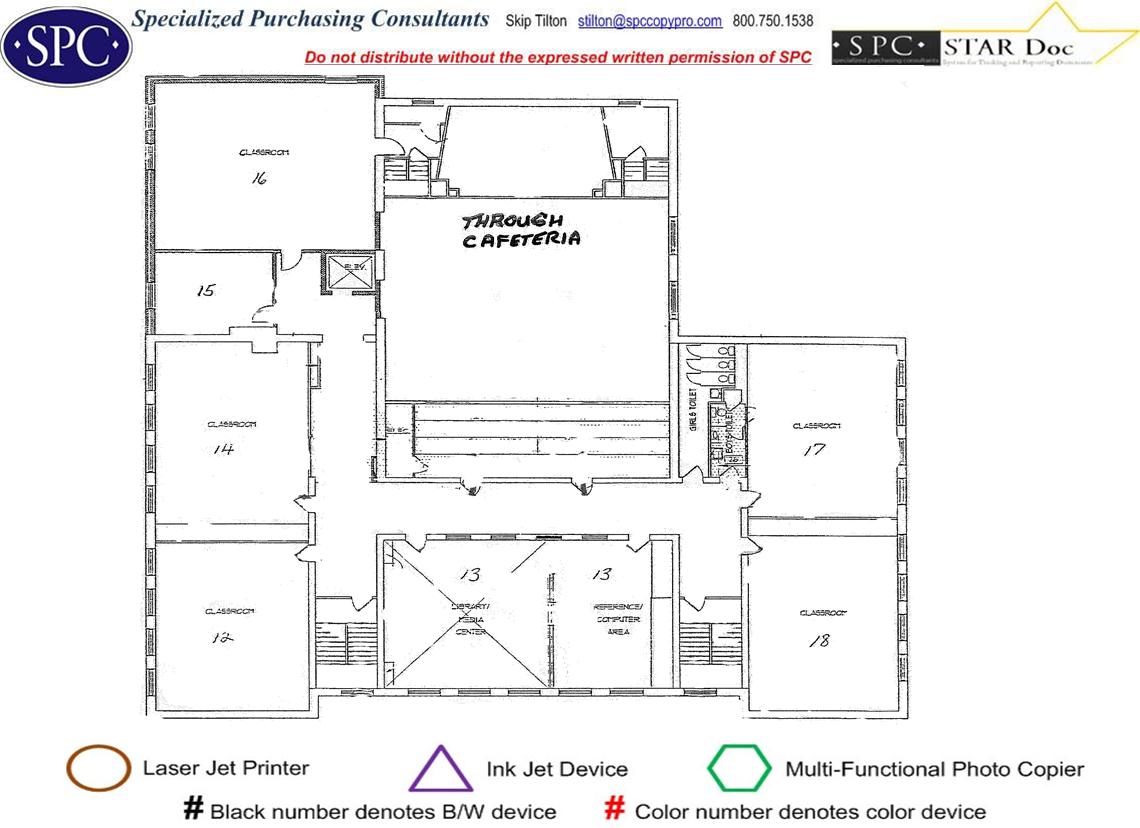 SPC
Specialized Purchasing Consultants Skip Tilton stilton@spccopypro.com 800.750.1538
Do not distribute without the expressed written permission of SPC
· SPC · STAR Doc
specialized purchasing consultants System for Tracking and Reporting Documents
CLASSROOM
16
THROUGH
CAFETERIA
ELEV.
15
CLASSROOM
14
GIRLS TOILET
BOYS TOILET
CLASSROOM
17
CLASSROOM
12
13
LIBRARY/
MEDIA
CENTER
13
REFERENCE/
COMPUTER
AREA
CLASSROOM
18
Laser Jet Printer Ink Jet Device Multi-Functional Photo Copier
# Black number denotes B/W device # Color number denotes color device